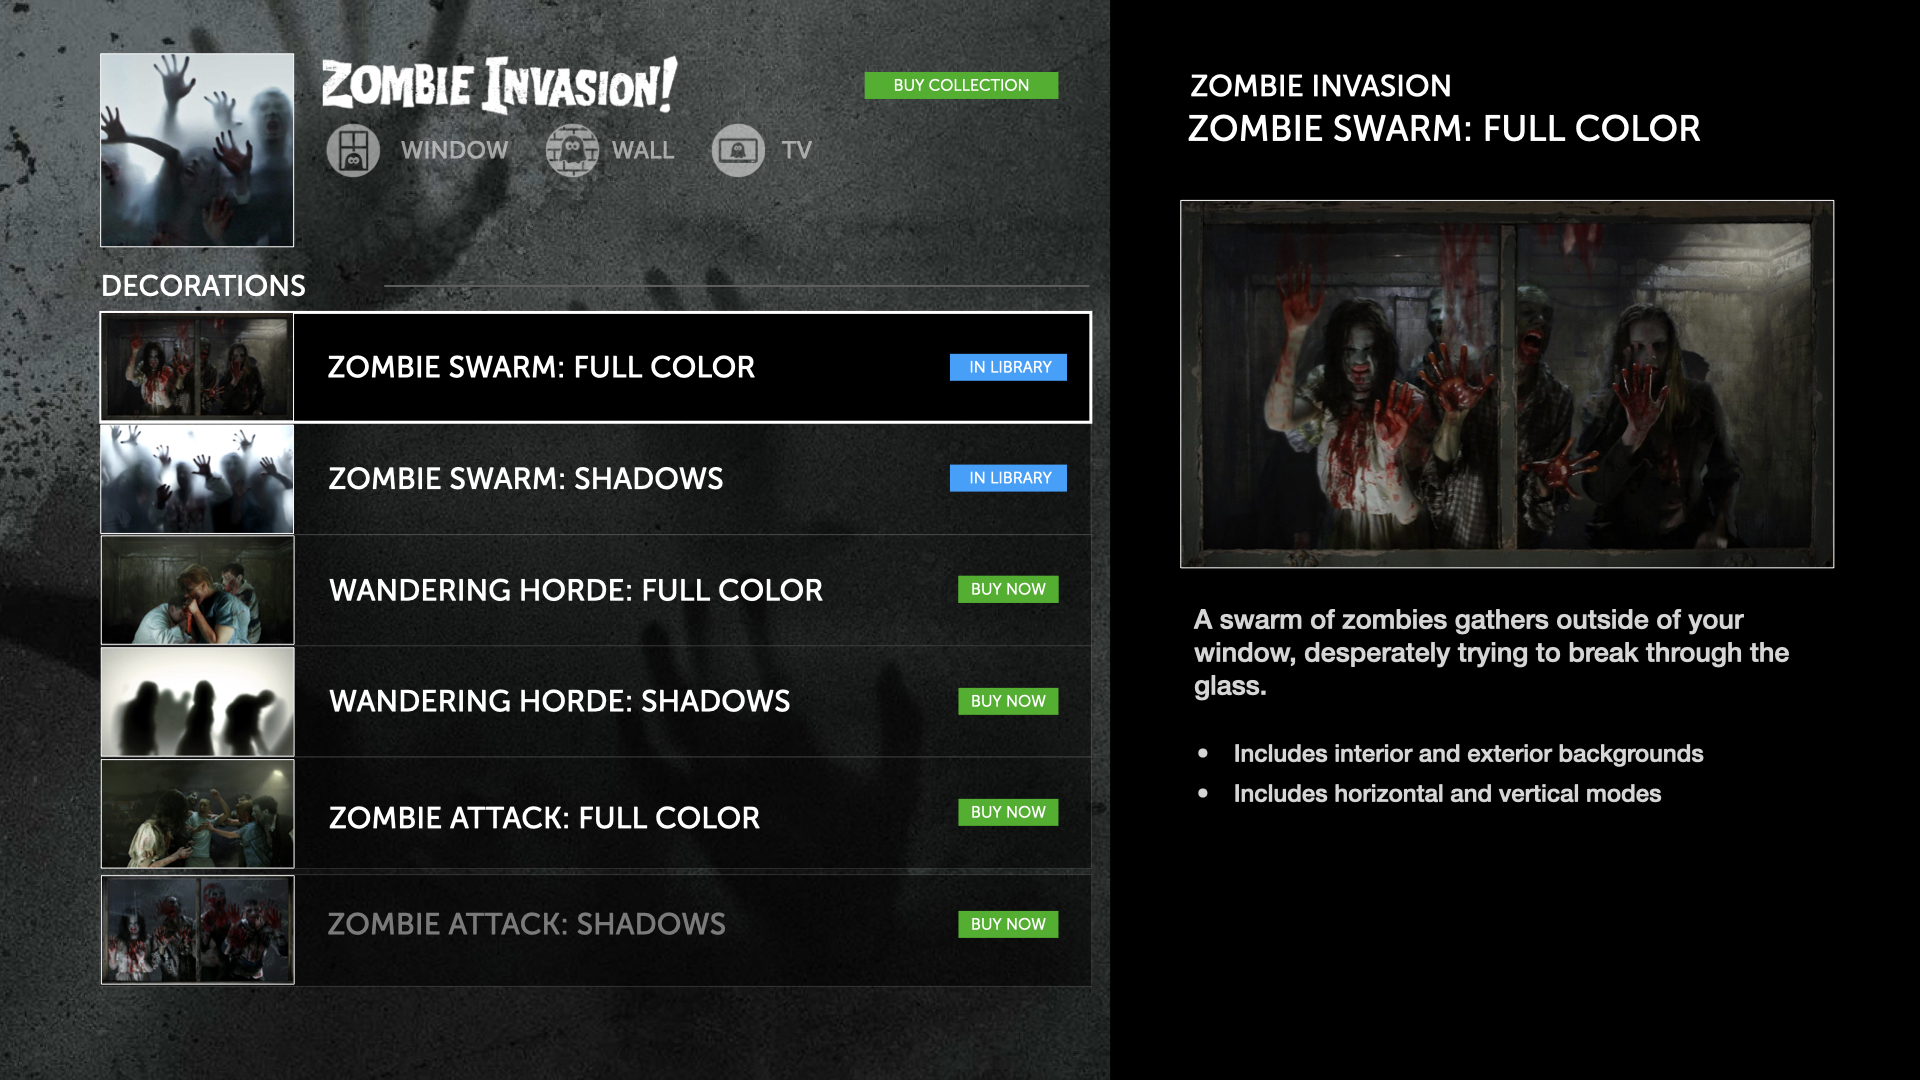 ZOMBIE INVASION!
BUY COLLECTION
WINDOW
WALL
TV
DECORATIONS
ZOMBIE SWARM: FULL COLOR
IN LIBRARY
ZOMBIE SWARM: SHADOWS
IN LIBRARY
WANDERING HORDE: FULL COLOR
BUY NOW
WANDERING HORDE: SHADOWS
BUY NOW
ZOMBIE ATTACK: FULL COLOR
BUY NOW
ZOMBIE ATTACK: SHADOWS
BUY NOW
ZOMBIE INVASION
ZOMBIE SWARM: FULL COLOR
A swarm of zombies gathers outside of your
window, desperately trying to break through the
glass.
• Includes interior and exterior backgrounds
• Includes horizontal and vertical modes